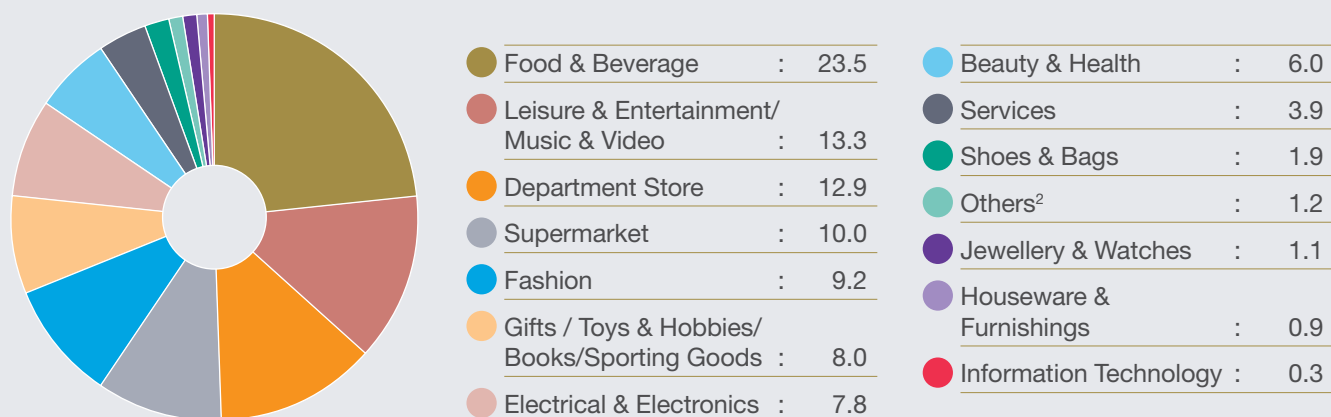 Food & Beverage : 23.5
Leisure & Entertainment/
Music & Video : 13.3
Department Store : 12.9
Supermarket : 10.0
Fashion : 9.2
Gifts / Toys & Hobbies/
Books/Sporting Goods : 8.0
Electrical & Electronics : 7.8
Beauty & Health : 6.0
Services : 3.9
Shoes & Bags : 1.9
Others² : 1.2
Jewellery & Watches : 1.1
Houseware &
Furnishings : 0.9
Information Technology : 0.3